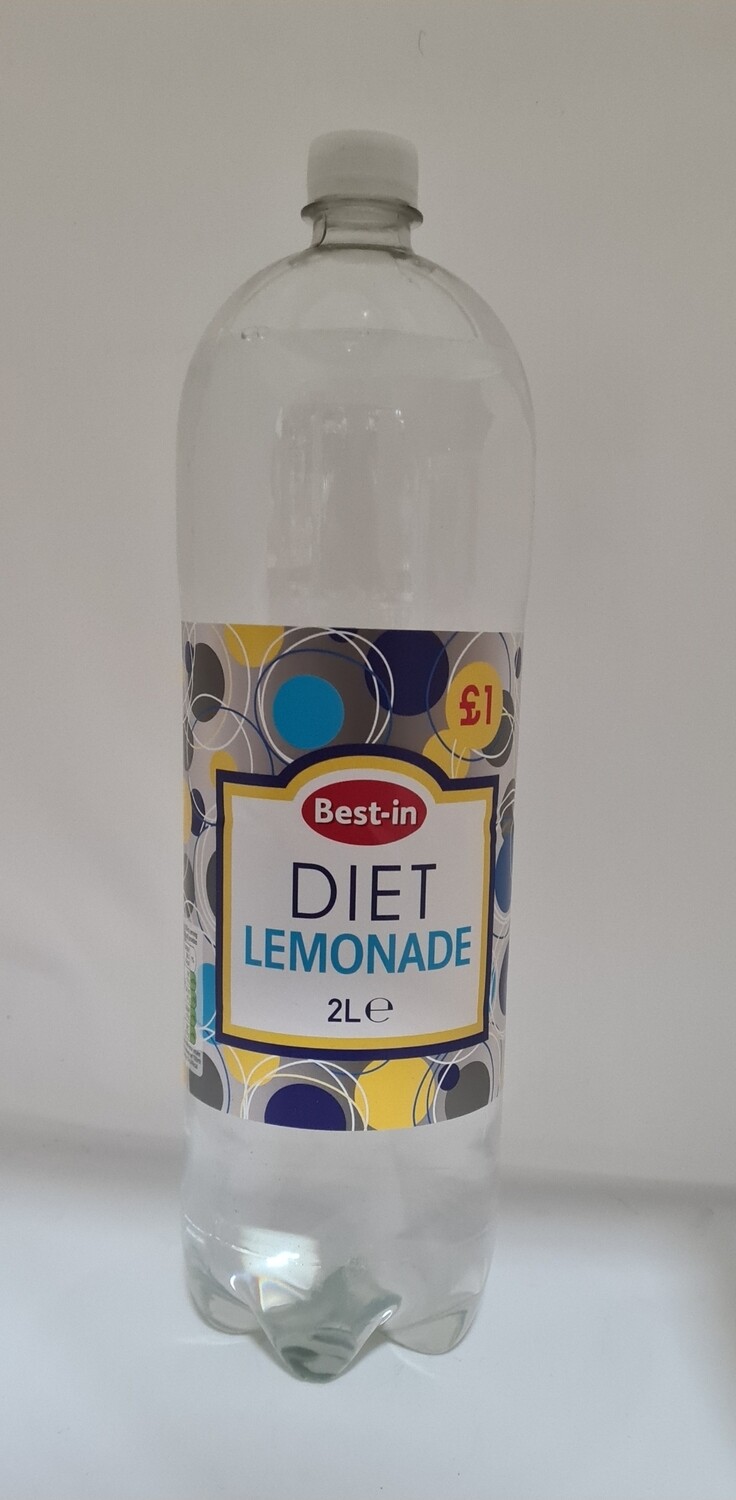 £1
Best-in
DIET
LEMONADE
2L℮